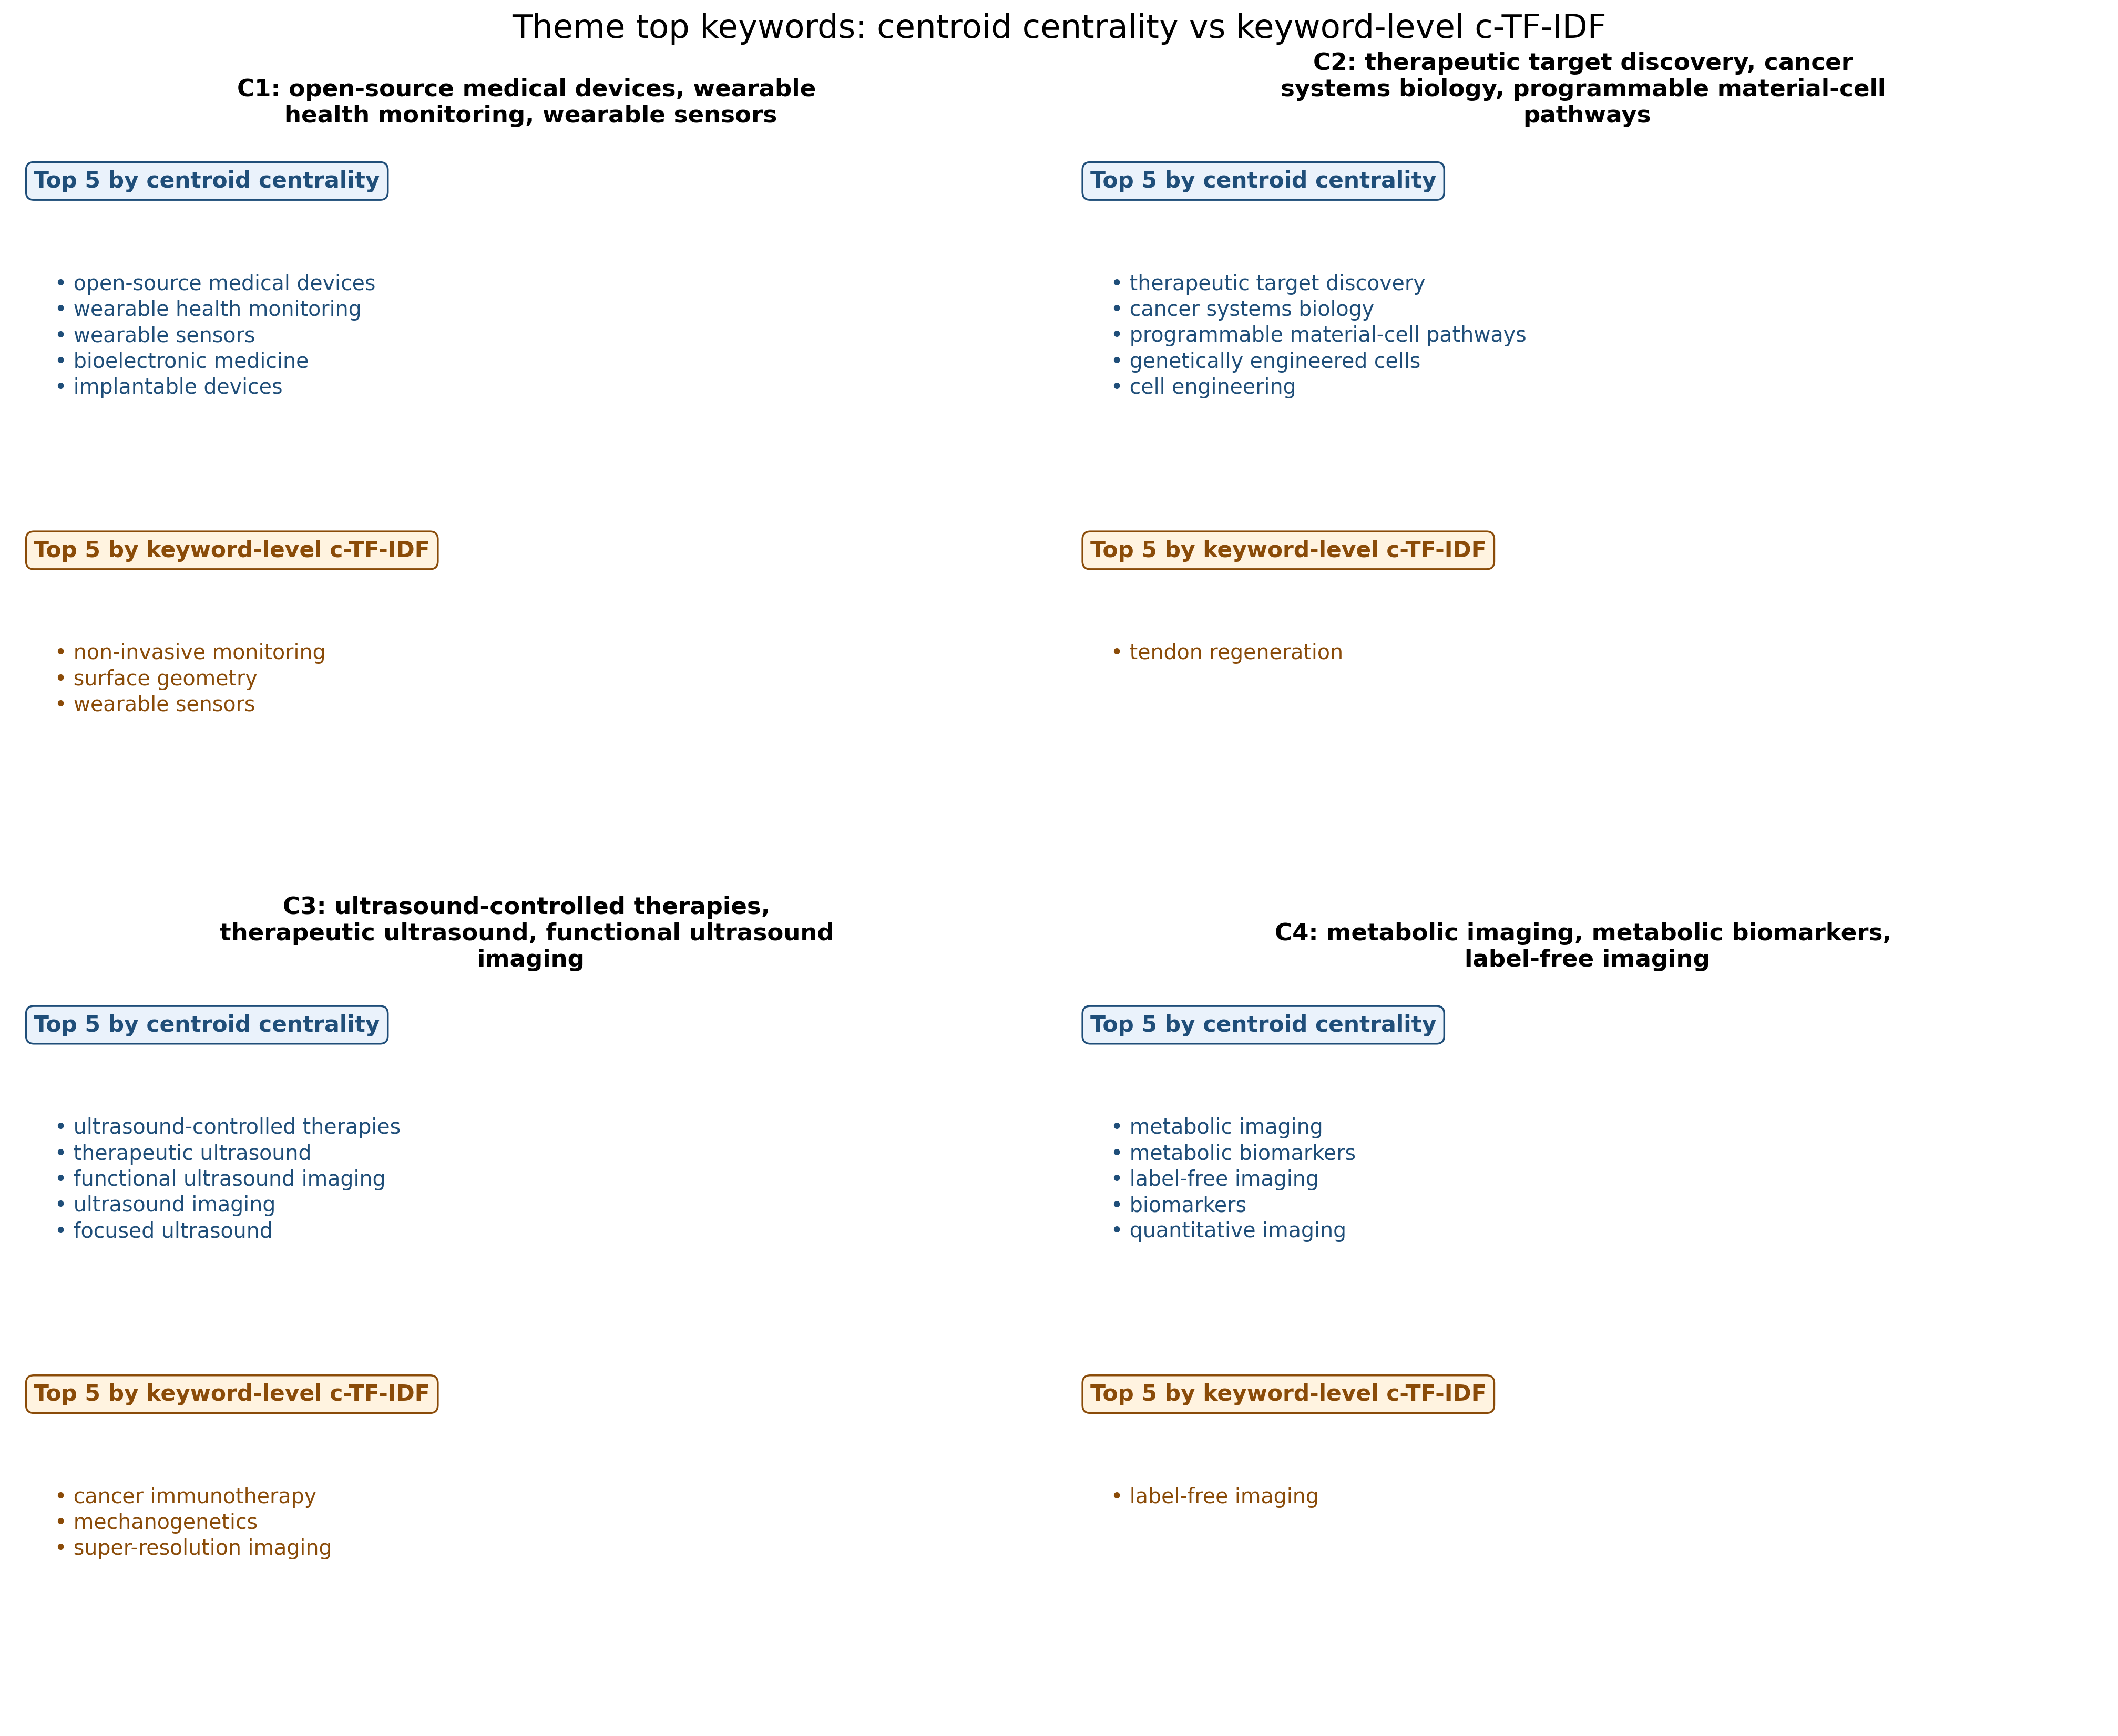 Theme top keywords: centroid centrality vs keyword-level c-TF-IDF
C1: open-source medical devices, wearable
health monitoring, wearable sensors
Top 5 by centroid centrality
• open-source medical devices
• wearable health monitoring
• wearable sensors
• bioelectronic medicine
• implantable devices
Top 5 by keyword-level c-TF-IDF
• non-invasive monitoring
• surface geometry
• wearable sensors
C2: therapeutic target discovery, cancer
systems biology, programmable material-cell
pathways
Top 5 by centroid centrality
• therapeutic target discovery
• cancer systems biology
• programmable material-cell pathways
• genetically engineered cells
• cell engineering
Top 5 by keyword-level c-TF-IDF
• tendon regeneration
C3: ultrasound-controlled therapies,
therapeutic ultrasound, functional ultrasound
imaging
Top 5 by centroid centrality
• ultrasound-controlled therapies
• therapeutic ultrasound
• functional ultrasound imaging
• ultrasound imaging
• focused ultrasound
Top 5 by keyword-level c-TF-IDF
• cancer immunotherapy
• mechanogenetics
• super-resolution imaging
C4: metabolic imaging, metabolic biomarkers,
label-free imaging
Top 5 by centroid centrality
• metabolic imaging
• metabolic biomarkers
• label-free imaging
• biomarkers
• quantitative imaging
Top 5 by keyword-level c-TF-IDF
• label-free imaging